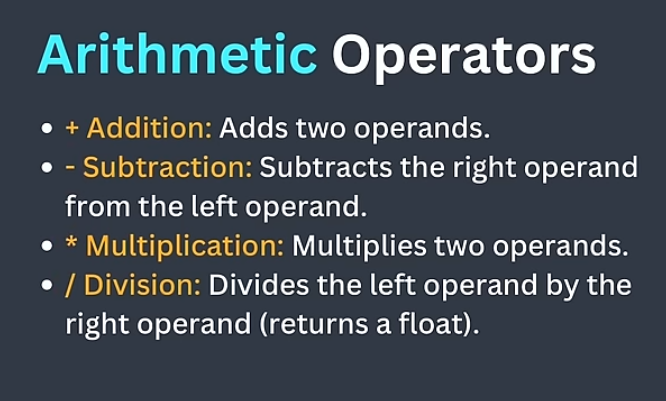 Arithmetic Operators
• + Addition: Adds two operands.
• - Subtraction: Subtracts the right operand
from the left operand.
• * Multiplication: Multiplies two operands.
• / Division: Divides the left operand by the
right operand (returns a float).